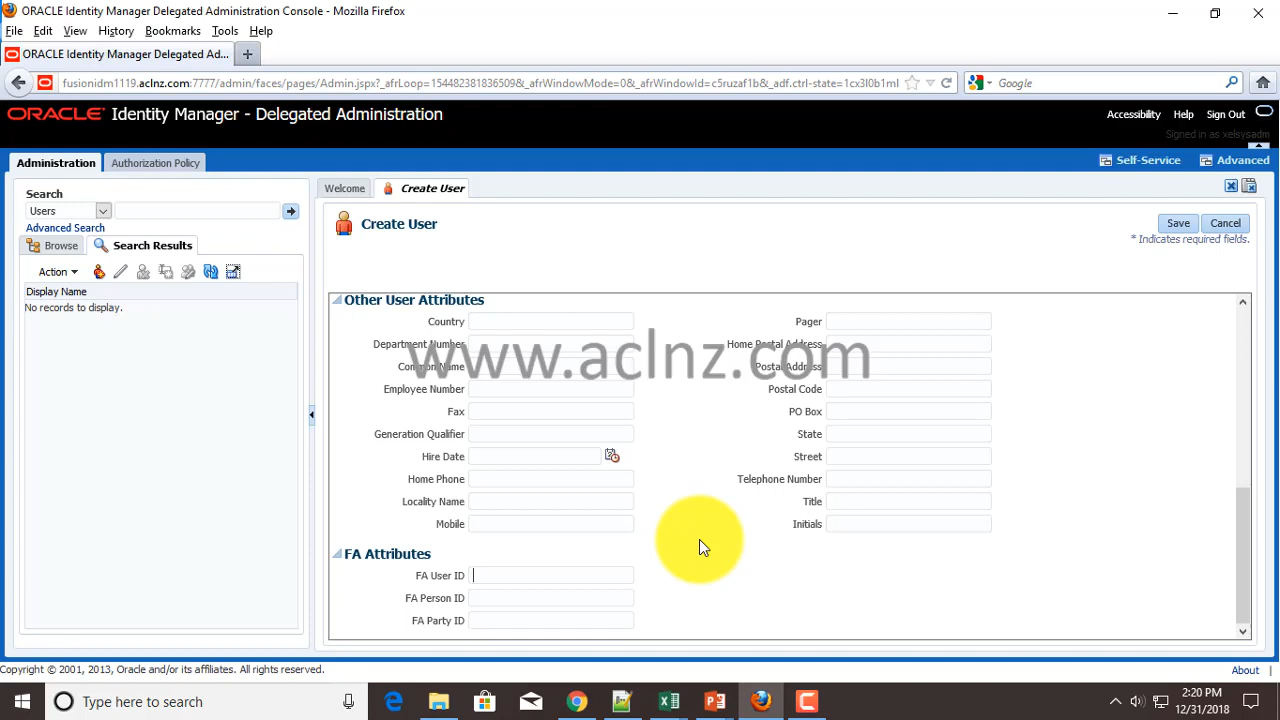 ORACLE Identity Manager Delegated Administration Console - Mozilla Firefox
File Edit View History Bookmarks Tools Help
ORACLE Identity Manager Delegated Ad...
fusionidm1119.aclnz.com:7777/admin/faces/pages/Admin.jspx?_afrLoop=154482381836509&_afrWindowMode=0&_afrWindowId=c5ruzaf1b&_adf.ctrl-state=1cx3l0b1ml
Google
ORACLE Identity Manager - Delegated Administration
Accessibility Help Sign Out
Signed in as xelsysadm
Administration Authorization Policy
Self-Service Advanced
Search
Users
Advanced Search
Browse Search Results
Action
Display Name
No records to display.
Welcome Create User
Create User
Save Cancel
* Indicates required fields.
Other User Attributes
Country Pager
Department Number Home Postal Address
www.aclnz.com
Common Name Postal Address
Employee Number Postal Code
Fax PO Box
Generation Qualifier State
Hire Date Street
Home Phone Telephone Number
Locality Name Title
Mobile Initials
FA Attributes
FA User ID
FA Person ID
FA Party ID
Copyright © 2001, 2013, Oracle and/or its affiliates. All rights reserved.
About
Type here to search
2:20 PM
12/31/2018